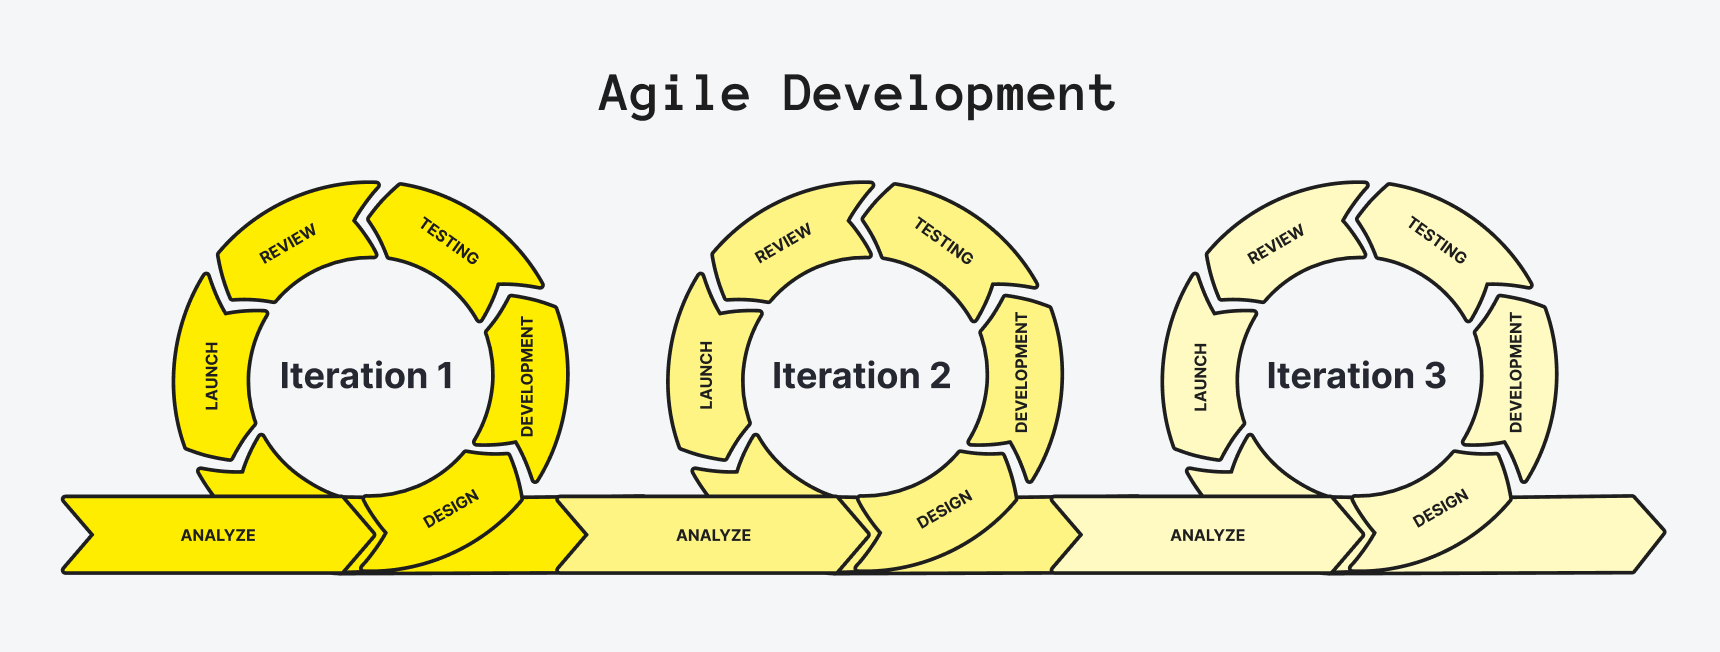 Agile Development
REVIEW
TESTING
LAUNCH
Iteration 1
DEVELOPMENT
DESIGN
ANALYZE
REVIEW
TESTING
LAUNCH
Iteration 2
DEVELOPMENT
DESIGN
ANALYZE
REVIEW
TESTING
LAUNCH
Iteration 3
DEVELOPMENT
DESIGN
ANALYZE